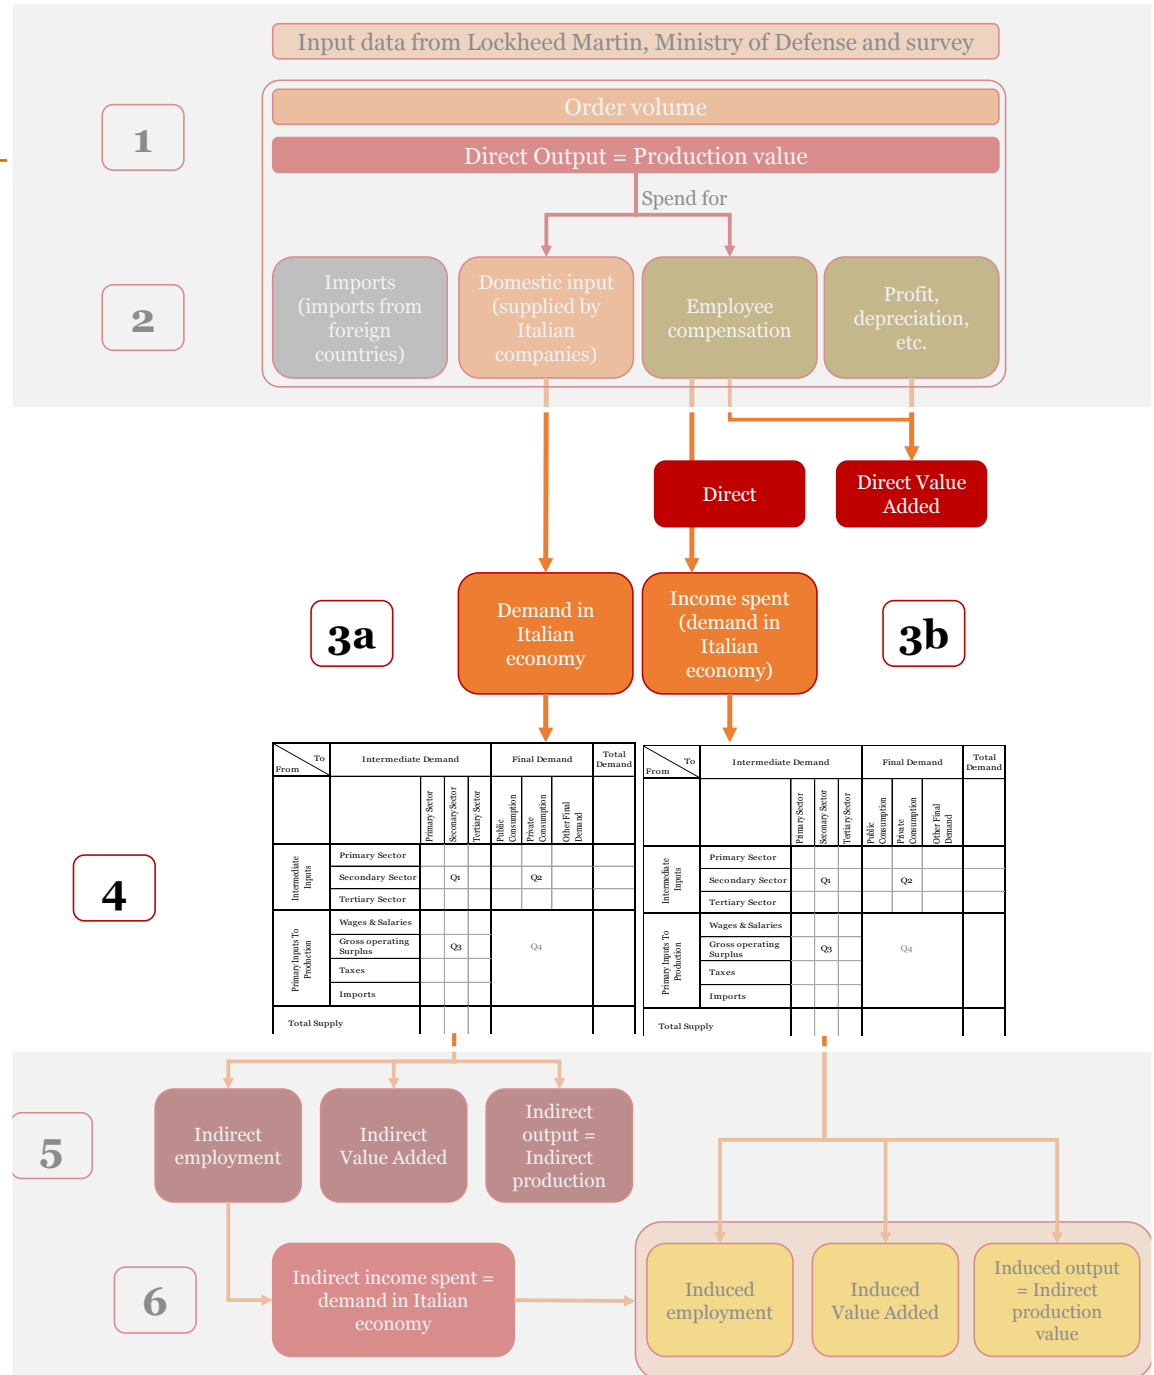 Input data from Lockheed Martin, Ministry of Defense and survey
1
Order volume
Direct Output = Production value
Spend for
2
Imports
(imports from
foreign
countries)
Domestic input
(supplied by
Italian
companies)
Employee
compensation
Profit,
depreciation,
etc.
Direct
Direct Value
Added
3a
Demand in
Italian
economy
Income spent
(demand in
Italian
economy)
3b
4
To
From
Intermediate Demand
Final Demand
Total
Demand
Primary Sector
Seconary Sector
Tertiary Sector
Public
Consumption
Private
Consumption
Other Final
Demand
Intermediate
Inputs
Primary Sector
Secondary Sector
Q1
Q2
Tertiary Sector
Primary Inputs To
Production
Wages & Salaries
Gross operating
Surplus
Q3
Q4
Taxes
Imports
Total Supply
To
From
Intermediate Demand
Final Demand
Total
Demand
Primary Sector
Seconary Sector
Tertiary Sector
Public
Consumption
Private
Consumption
Other Final
Demand
Intermediate
Inputs
Primary Sector
Secondary Sector
Q1
Q2
Tertiary Sector
Primary Inputs To
Production
Wages & Salaries
Gross operating
Surplus
Q3
Q4
Taxes
Imports
Total Supply
5
Indirect
employment
Indirect
Value Added
Indirect
output =
Indirect
production
6
Indirect income spent =
demand in Italian
economy
Induced
employment
Induced
Value Added
Induced output
= Indirect
production
value